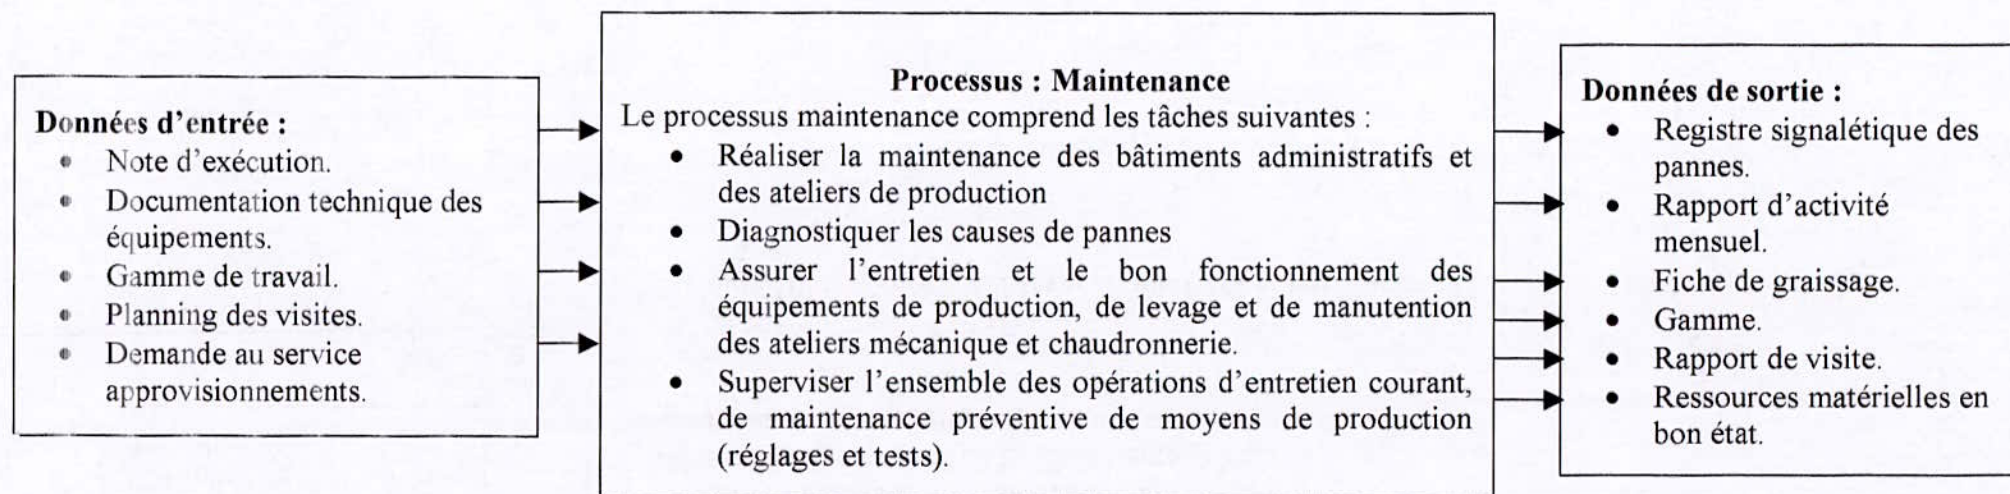 Données d'entrée :
• Note d'exécution.
• Documentation technique des
équipements.
• Gamme de travail.
• Planning des visites.
• Demande au service
approvisionnements.
Processus : Maintenance
Le processus maintenance comprend les tâches suivantes :
• Réaliser la maintenance des bâtiments administratifs et
des ateliers de production
• Diagnostiquer les causes de pannes
• Assurer l'entretien et le bon fonctionnement des
équipements de production, de levage et de manutention
des ateliers mécanique et chaudronnerie.
• Superviser l'ensemble des opérations d'entretien courant,
de maintenance préventive de moyens de production
(réglages et tests).
Données de sortie :
• Registre signalétique des
pannes.
• Rapport d'activité
mensuel.
• Fiche de graissage.
• Gamme.
• Rapport de visite.
• Ressources matérielles en
bon état.